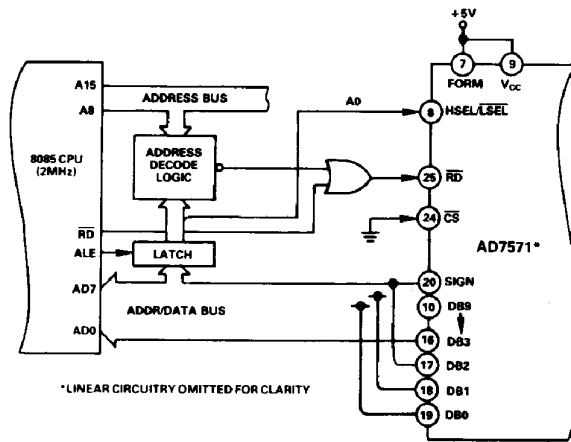 +5V
7
9
FORM
VCC
A15
ADDRESS BUS
A8
A0
8
HSEL/LSEL
8085 CPU
(2MHz)
ADDRESS
DECODE
LOGIC
25
RD
24
CS
RD
ALE
LATCH
AD7571*
AD7
20
SIGN
ADDR/DATA BUS
10
DB9
AD0
16
DB3
17
DB2
*LINEAR CIRCUITRY OMITTED FOR CLARITY
18
DB1
19
DB0